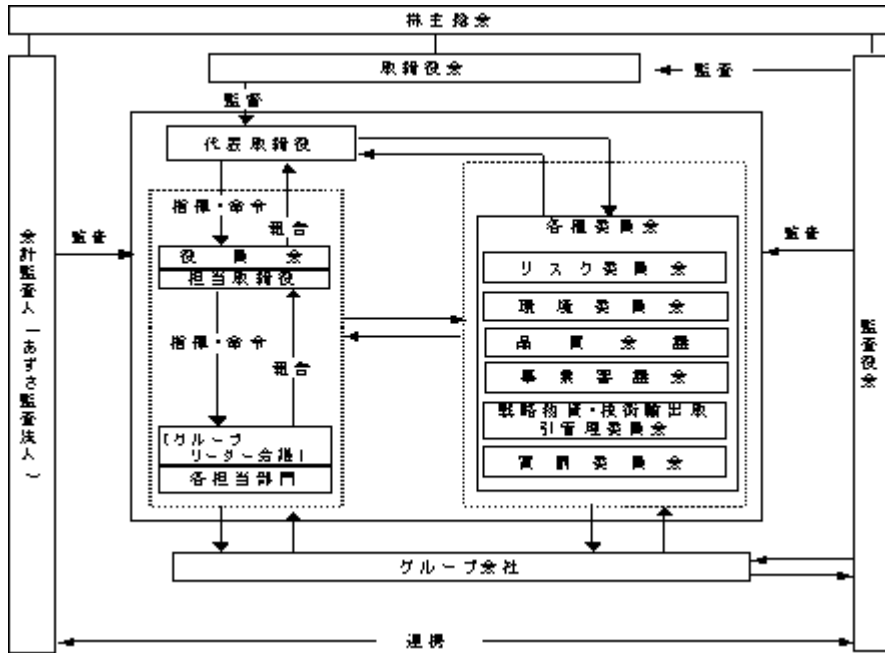 株主総会
取締役会
監査
監督
代表取締役
指揮・命令
報告
各種委員会
監査
監査
役員会
担当取締役
リスク委員会
環境委員会
品質会議
事業審議会
戦略物資・技術輸出取
引管理委員会
賞罰委員会
指揮・命令
報告
〔グループ
リーダー会議〕
各担当部門
会計監査人（あずさ監査法人）
監査役会
グループ会社
連携